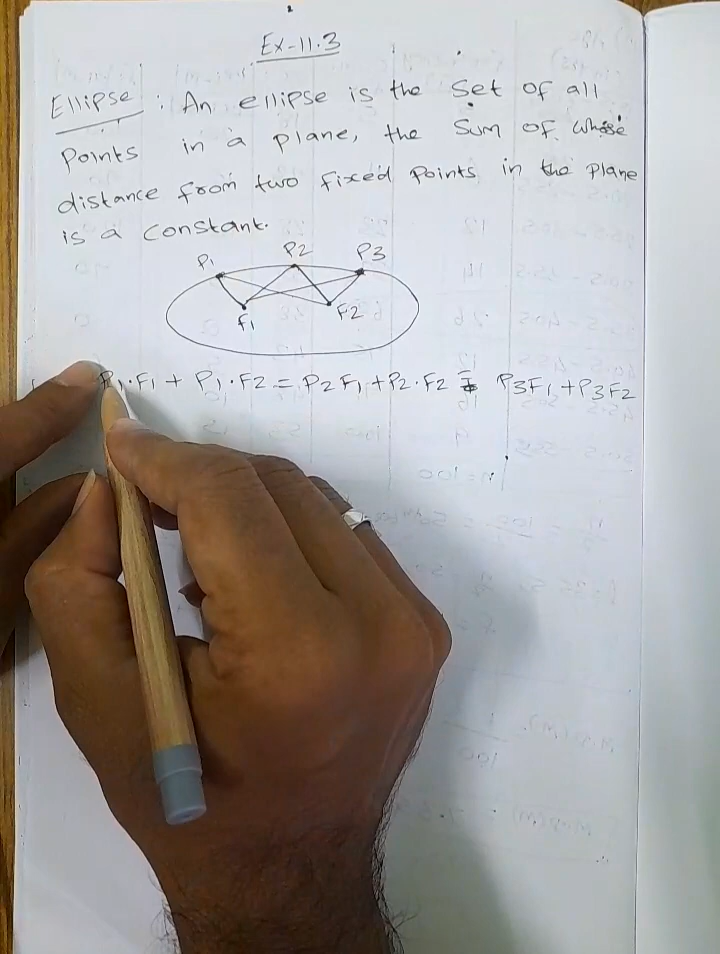 Ex-11.3
Ellipse : An ellipse is the set of all
points in a plane, the sum of whose
distance from two fixed points in the plane
is a constant.
P1 P2 P3
F1 F2
P1·F1 + P1·F2 = P2F1 + P2·F2 = P3F1 + P3F2